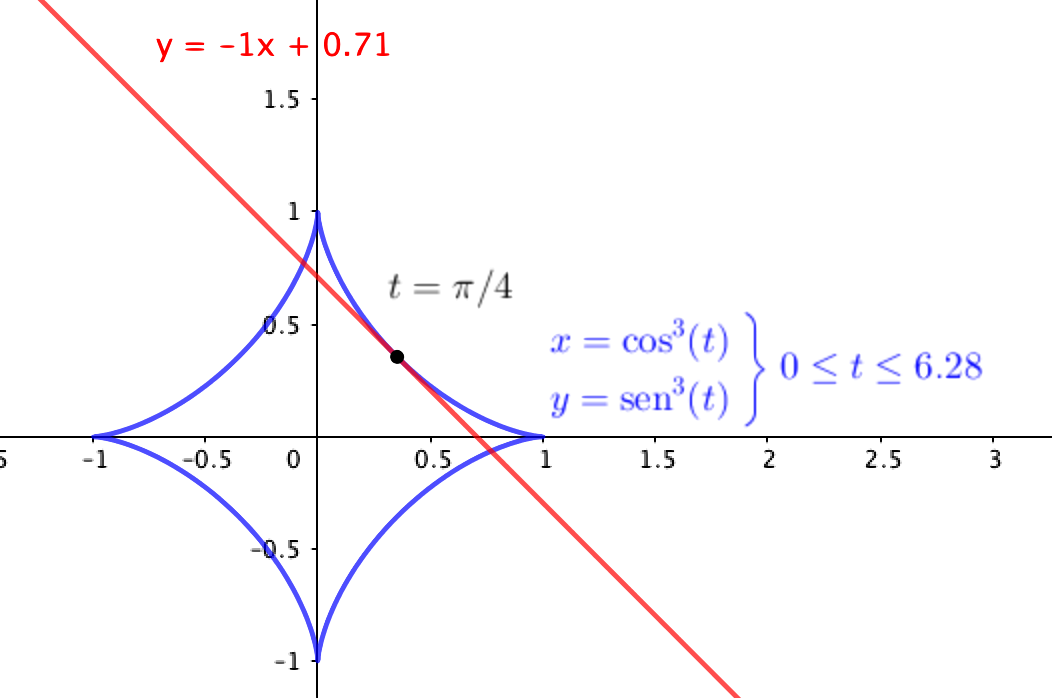 y = -1x + 0.71
1.5
1
t = π/4
0.5
x = cos³(t)
y = sen³(t)
} 0 ≤ t ≤ 6.28
5 -1 -0.5 0 0.5 1 1.5 2 2.5 3
-0.5
-1